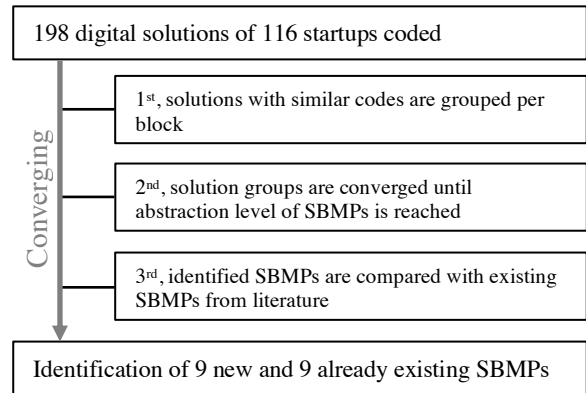 198 digital solutions of 116 startups coded
Converging
1st, solutions with similar codes are grouped per
block
2nd, solution groups are converged until
abstraction level of SBMPs is reached
3rd, identified SBMPs are compared with existing
SBMPs from literature
Identification of 9 new and 9 already existing SBMPs